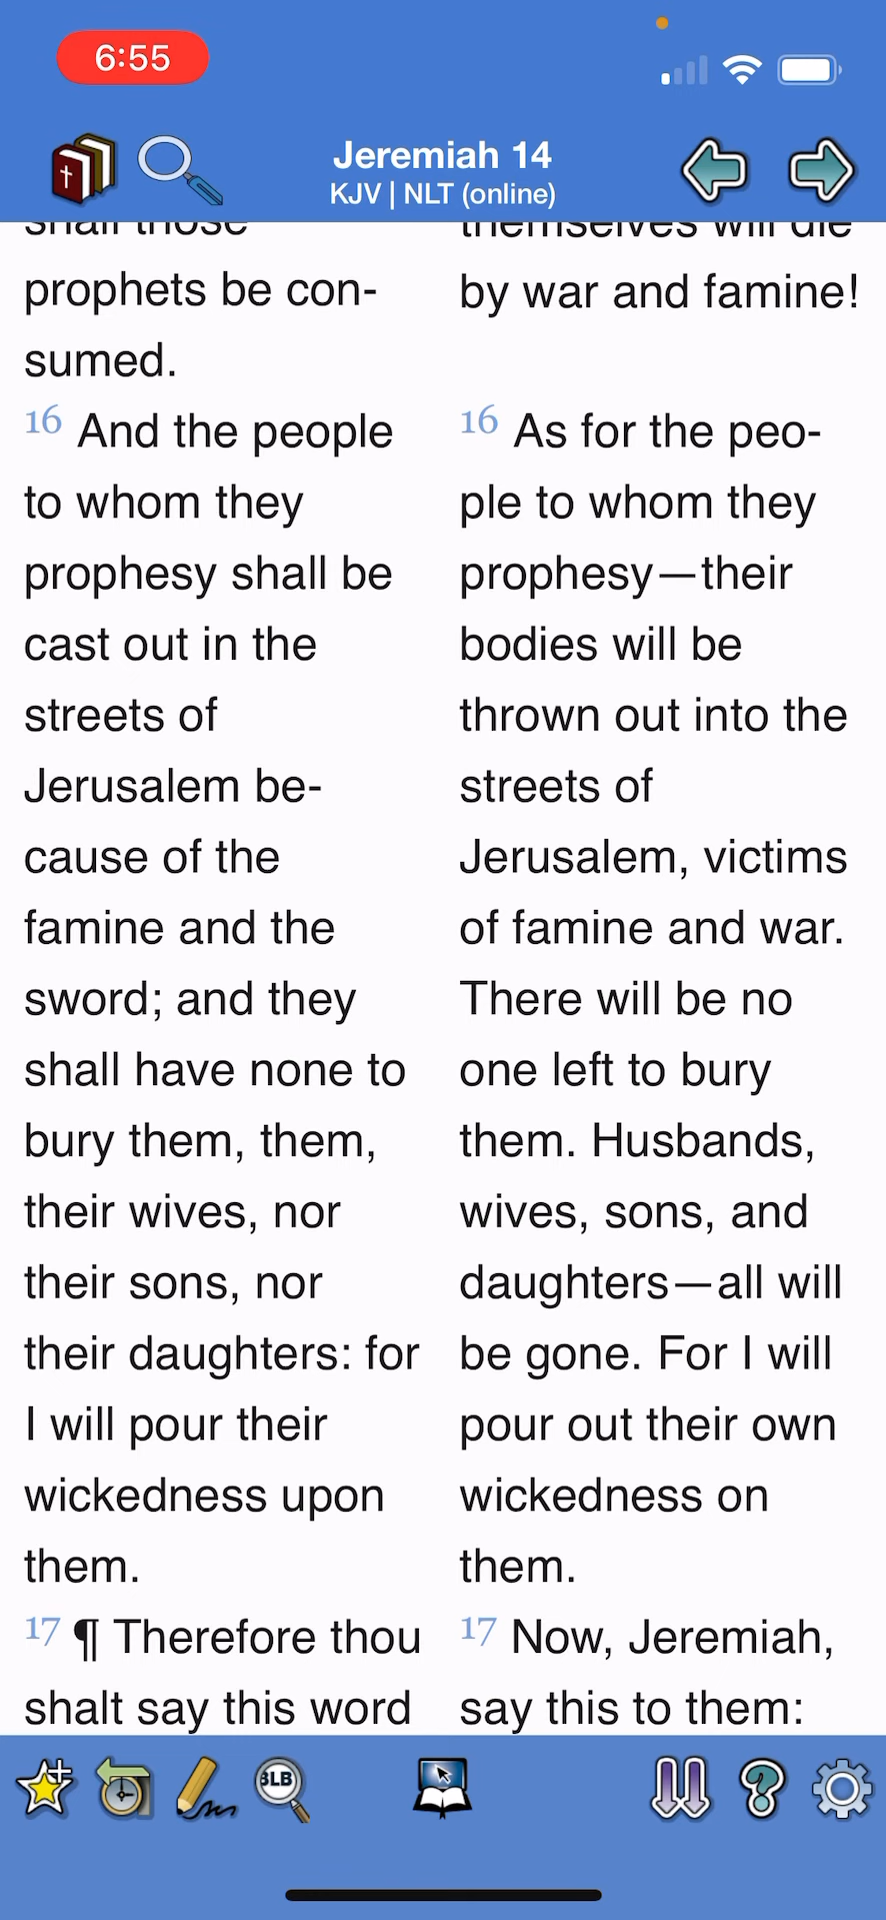 6:55
Jeremiah 14
KJV | NLT (online)
shall those
prophets be con-
sumed.
16 And the people
to whom they
prophesy shall be
cast out in the
streets of
Jerusalem be-
cause of the
famine and the
sword; and they
shall have none to
bury them, them,
their wives, nor
their sons, nor
their daughters: for
I will pour their
wickedness upon
them.
17 ¶ Therefore thou
shalt say this word
themselves will die
by war and famine!
16 As for the peo-
ple to whom they
prophesy—their
bodies will be
thrown out into the
streets of
Jerusalem, victims
of famine and war.
There will be no
one left to bury
them. Husbands,
wives, sons, and
daughters—all will
be gone. For I will
pour out their own
wickedness on
them.
17 Now, Jeremiah,
say this to them:
BLB